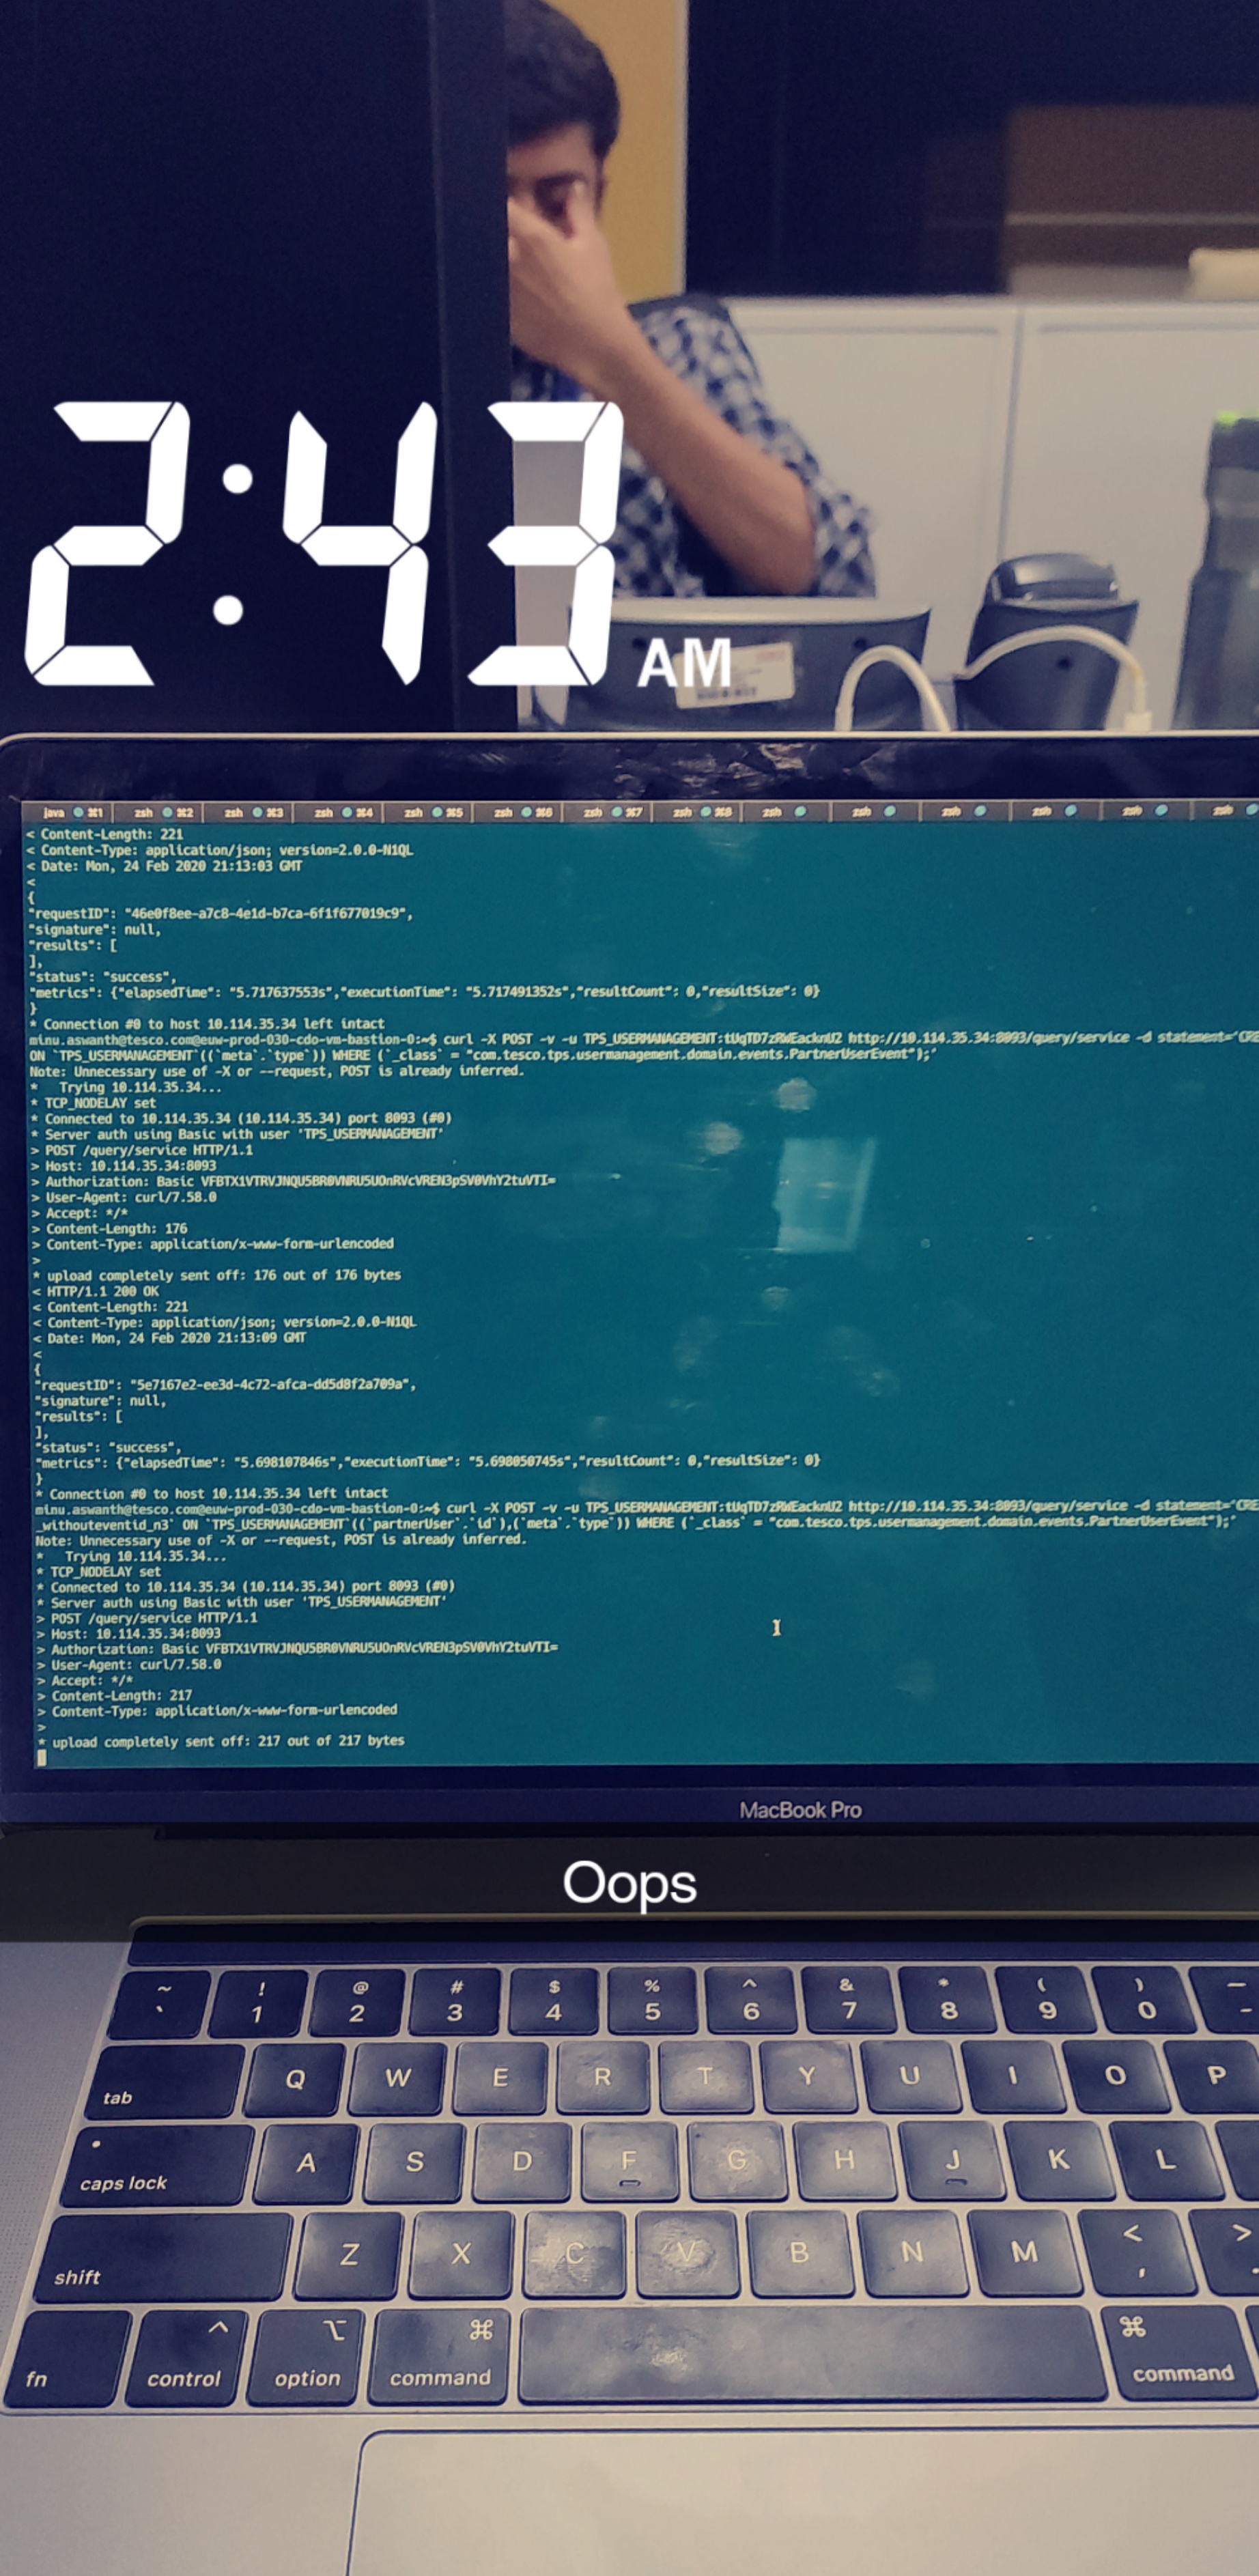 2:43 AM
java ⌘1 zsh ⌘2 zsh ⌘3 zsh ⌘4 zsh ⌘5 zsh ⌘6 zsh ⌘7 zsh ⌘8 zsh zsh zsh zsh zsh zsh
< Content-Length: 221
< Content-Type: application/json; version=2.0.0-N1QL
< Date: Mon, 24 Feb 2020 21:13:03 GMT
<
{
"requestID": "46e0f8ee-a7c8-4e1d-b7ca-6f1f677019c9",
"signature": null,
"results": [
],
"status": "success",
"metrics": {"elapsedTime": "5.717637553s","executionTime": "5.717491352s","resultCount": 0,"resultSize": 0}
}
* Connection #0 to host 10.114.35.34 left intact
minu.aswanth@tesco.com@euw-prod-030-cdo-vm-bastion-0:~$ curl -X POST -v -u TPS_USERMANAGEMENT:tUqTD7zRWEacknU2 http://10.114.35.34:8093/query/service -d statement='CRE
ON `TPS_USERMANAGEMENT`((`meta`.`type`)) WHERE (`_class` = "com.tesco.tps.usermanagement.domain.events.PartnerUserEvent");'
Note: Unnecessary use of -X or --request, POST is already inferred.
* Trying 10.114.35.34...
* TCP_NODELAY set
* Connected to 10.114.35.34 (10.114.35.34) port 8093 (#0)
* Server auth using Basic with user 'TPS_USERMANAGEMENT'
> POST /query/service HTTP/1.1
> Host: 10.114.35.34:8093
> Authorization: Basic VFBTX1VTRVJNQU5BR0VNRU5UOnRVcVREN3pSV0VhY2tuVTI=
> User-Agent: curl/7.58.0
> Accept: */*
> Content-Length: 176
> Content-Type: application/x-www-form-urlencoded
>
* upload completely sent off: 176 out of 176 bytes
< HTTP/1.1 200 OK
< Content-Length: 221
< Content-Type: application/json; version=2.0.0-N1QL
< Date: Mon, 24 Feb 2020 21:13:09 GMT
<
{
"requestID": "5e7167e2-ee3d-4c72-afca-dd5d8f2a709a",
"signature": null,
"results": [
],
"status": "success",
"metrics": {"elapsedTime": "5.698107846s","executionTime": "5.698050745s","resultCount": 0,"resultSize": 0}
}
* Connection #0 to host 10.114.35.34 left intact
minu.aswanth@tesco.com@euw-prod-030-cdo-vm-bastion-0:~$ curl -X POST -v -u TPS_USERMANAGEMENT:tUqTD7zRWEacknU2 http://10.114.35.34:8093/query/service -d statement='CRE
_withouteventid_n3` ON `TPS_USERMANAGEMENT`((`partnerUser`.`id`),(`meta`.`type`)) WHERE (`_class` = "com.tesco.tps.usermanagement.domain.events.PartnerUserEvent");'
Note: Unnecessary use of -X or --request, POST is already inferred.
* Trying 10.114.35.34...
* TCP_NODELAY set
* Connected to 10.114.35.34 (10.114.35.34) port 8093 (#0)
* Server auth using Basic with user 'TPS_USERMANAGEMENT'
> POST /query/service HTTP/1.1
> Host: 10.114.35.34:8093
> Authorization: Basic VFBTX1VTRVJNQU5BR0VNRU5UOnRVcVREN3pSV0VhY2tuVTI=
> User-Agent: curl/7.58.0
> Accept: */*
> Content-Length: 217
> Content-Type: application/x-www-form-urlencoded
>
* upload completely sent off: 217 out of 217 bytes
MacBook Pro
Oops
~ ! @ # $ % ^ & * ( ) —
` 1 2 3 4 5 6 7 8 9 0 -
tab Q W E R T Y U I O P
caps lock A S D F G H J K L
shift Z X C V B N M < >
, .
^ ⌥ ⌘ ⌘
fn control option command command